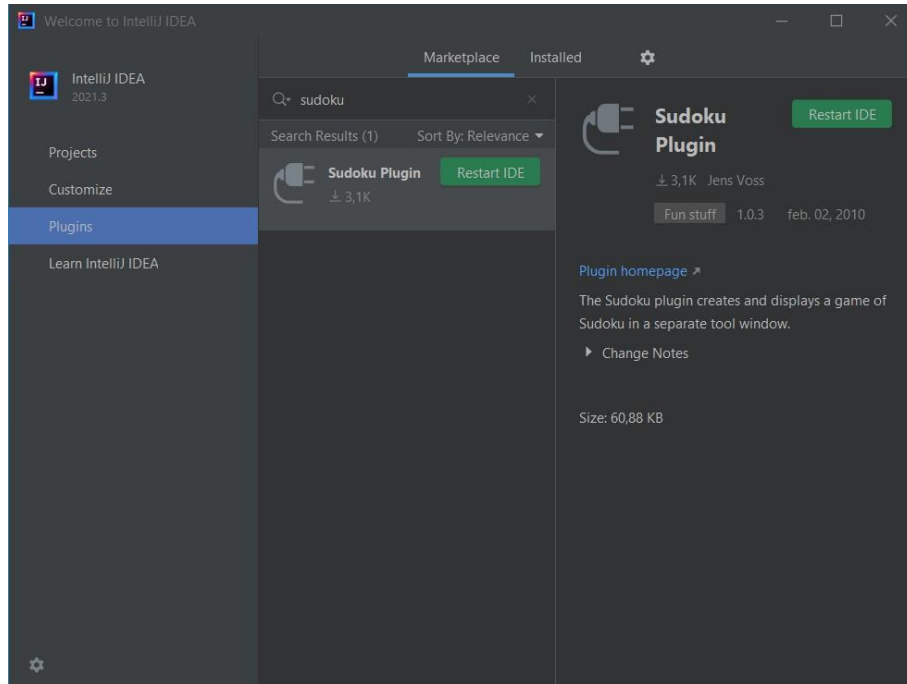 Welcome to IntelliJ IDEA
IntelliJ IDEA
2021.3
Projects
Customize
Plugins
Learn IntelliJ IDEA
Marketplace Installed
sudoku
Search Results (1) Sort By: Relevance
Sudoku Plugin Restart IDE
3,1K
Sudoku
Plugin
Restart IDE
3,1K Jens Voss
Fun stuff 1.0.3 feb. 02, 2010
Plugin homepage
The Sudoku plugin creates and displays a game of
Sudoku in a separate tool window.
Change Notes
Size: 60,88 KB